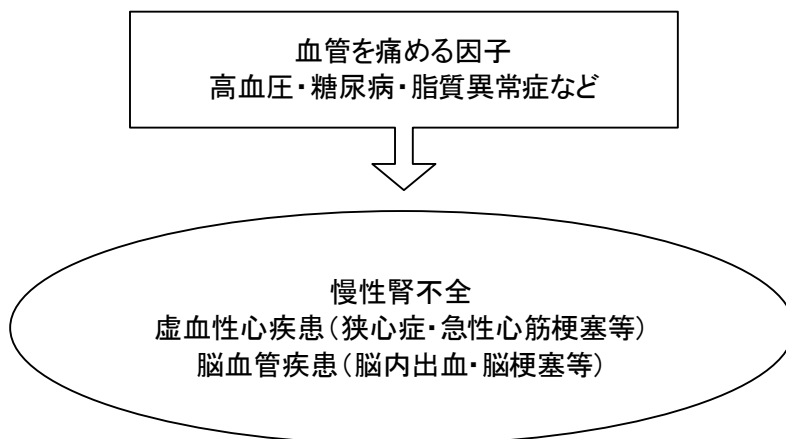 血管を痛める因子
高血圧・糖尿病・脂質異常症など
慢性腎不全
虚血性心疾患（狭心症・急性心筋梗塞等）
脳血管疾患（脳内出血・脳梗塞等）